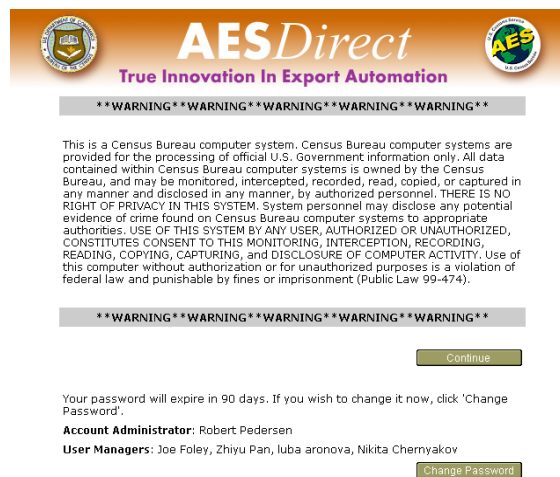 AESDirect
True Innovation In Export Automation
**WARNING**WARNING**WARNING**WARNING**WARNING**
This is a Census Bureau computer system. Census Bureau computer systems are
provided for the processing of official U.S. Government information only. All data
contained within Census Bureau computer systems is owned by the Census
Bureau, and may be monitored, intercepted, recorded, read, copied, or captured in
any manner and disclosed in any manner, by authorized personnel. THERE IS NO
RIGHT OF PRIVACY IN THIS SYSTEM. System personnel may disclose any potential
evidence of crime found on Census Bureau computer systems to appropriate
authorities. USE OF THIS SYSTEM BY ANY USER, AUTHORIZED OR UNAUTHORIZED,
CONSTITUTES CONSENT TO THIS MONITORING, INTERCEPTION, RECORDING,
READING, COPYING, CAPTURING, and DISCLOSURE OF COMPUTER ACTIVITY. Use of
this computer without authorization or for unauthorized purposes is a violation of
federal law and punishable by fines or imprisonment (Public Law 99-474).
**WARNING**WARNING**WARNING**WARNING**WARNING**
Continue
Your password will expire in 90 days. If you wish to change it now, click 'Change
Password'.
Account Administrator: Robert Pedersen
User Managers: Joe Foley, Zhiyu Pan, luba aronova, Nikita Chernyakov
Change Password
AES